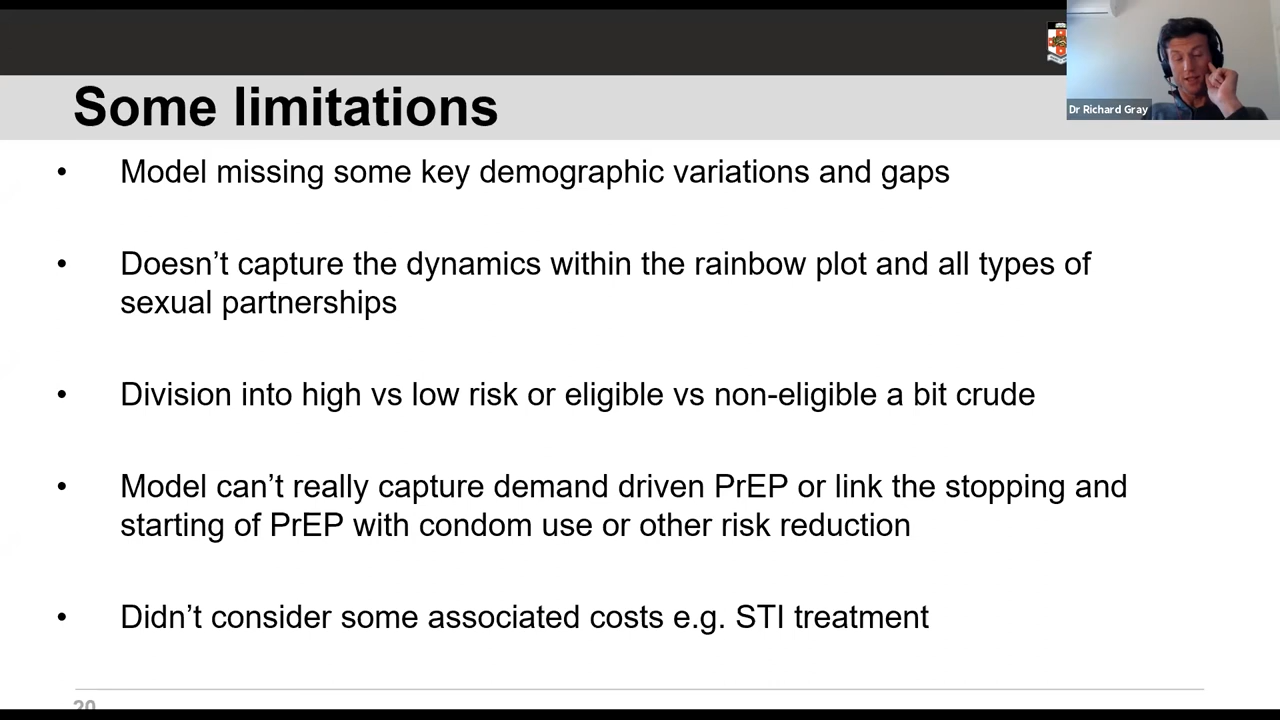 Some limitations
Dr Richard Gray
• Model missing some key demographic variations and gaps
• Doesn’t capture the dynamics within the rainbow plot and all types of
sexual partnerships
• Division into high vs low risk or eligible vs non-eligible a bit crude
• Model can’t really capture demand driven PrEP or link the stopping and
starting of PrEP with condom use or other risk reduction
• Didn’t consider some associated costs e.g. STI treatment
20